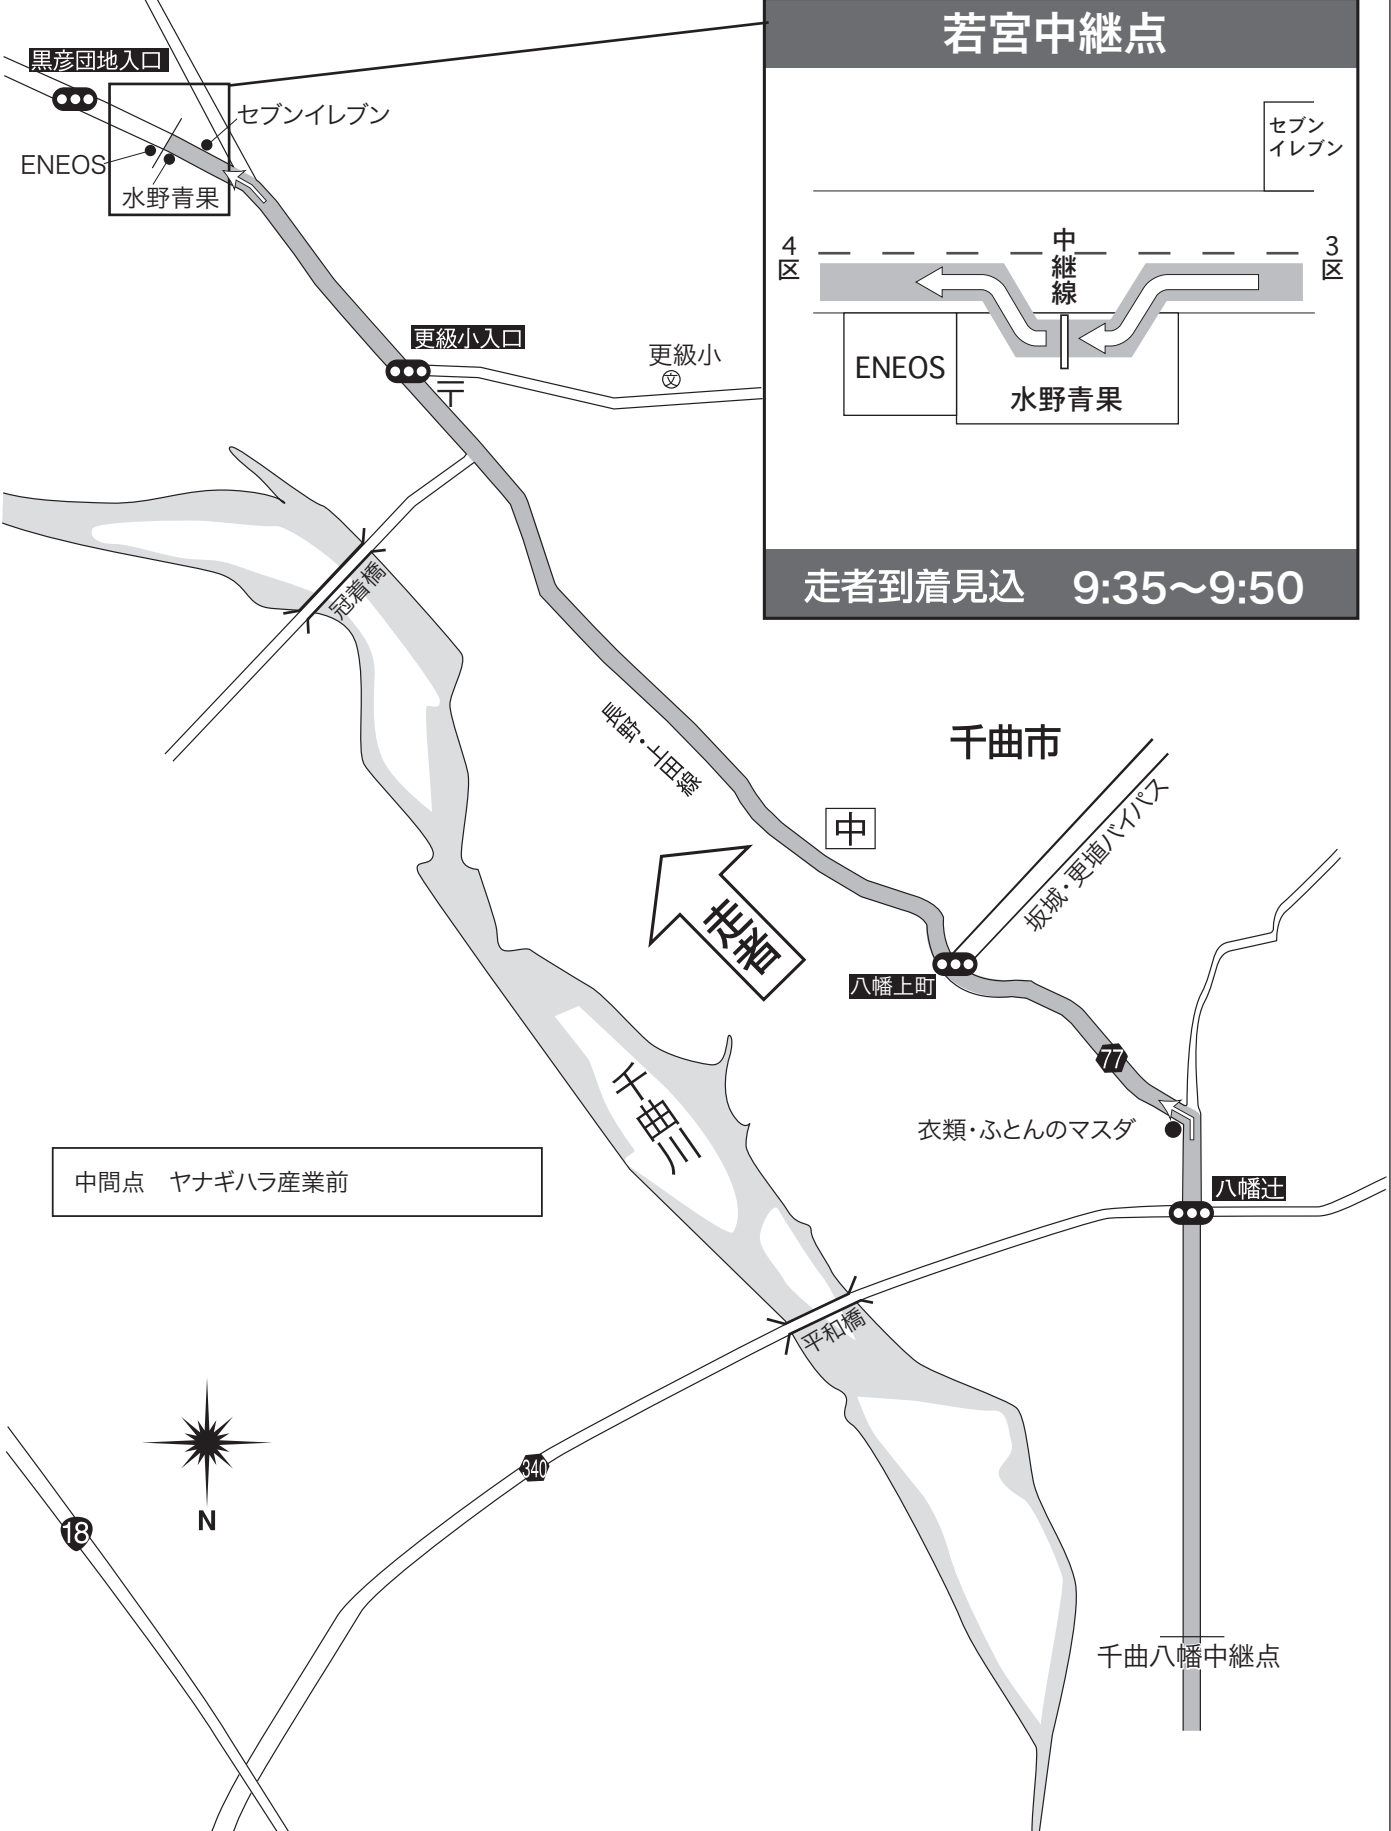 若宮中継点
黒彦団地入口
セブンイレブン
ENEOS
水野青果
セブン
イレブン
4区
中継線
3区
ENEOS
水野青果
更級小入口
更級小
文
〒
冠着橋
走者到着見込 9:35〜9:50
長野・上田線
千曲市
中
坂城・更埴バイパス
走者
八幡上町
77
千曲川
衣類・ふとんのマスダ
中間点 ヤナギハラ産業前
八幡辻
平和橋
340
N
18
千曲八幡中継点